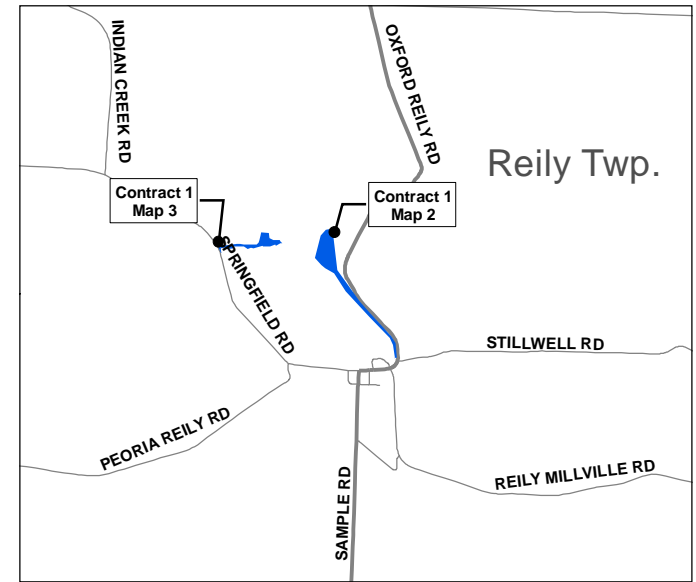 INDIAN CREEK RD
OXFORD REILY RD
Reily Twp.
Contract 1
Map 3
Contract 1
Map 2
SPRINGFIELD RD
STILLWELL RD
PEORIA REILY RD
REILY MILLVILLE RD
SAMPLE RD